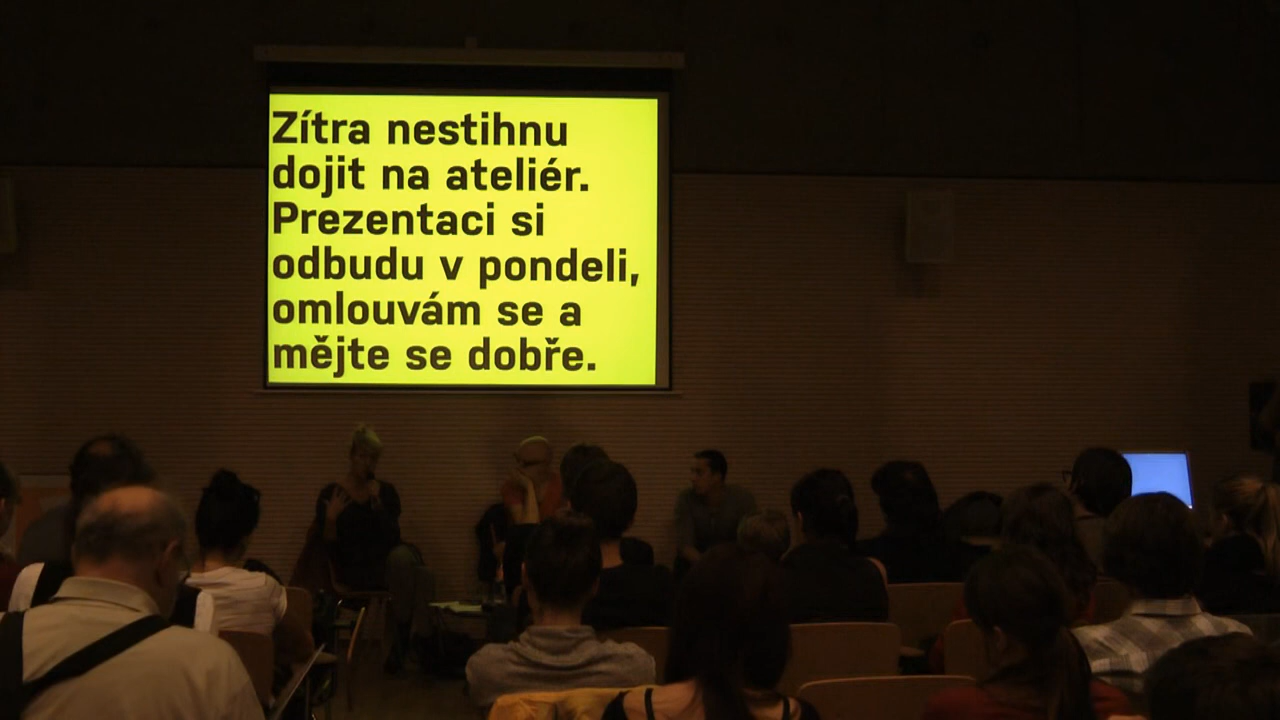 Zítra nestihnu
dojit na ateliér.
Prezentaci si
odbudu v pondeli,
omlouvám se a
mějte se dobře.